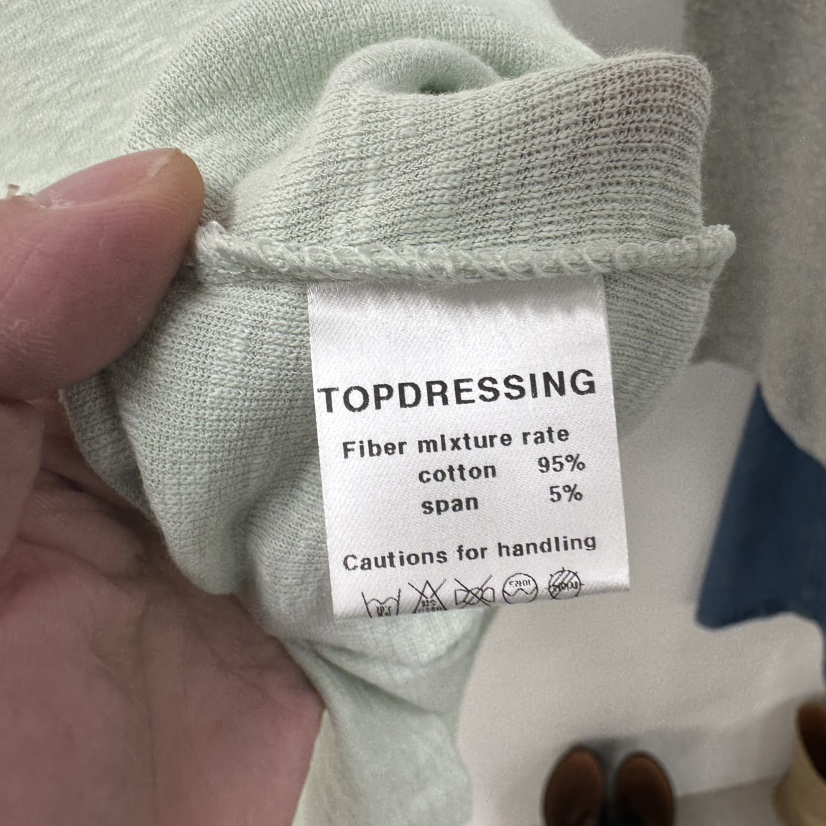 TOPDRESSING
Fiber mixture rate
cotton 95%
span 5%
Cautions for handling